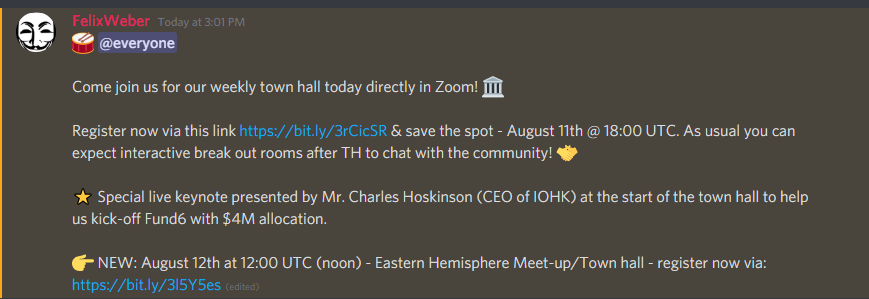 FelixWeber Today at 3:01 PM
@everyone
Come join us for our weekly town hall today directly in Zoom!
Register now via this link https://bit.ly/3rCicSR & save the spot - August 11th @ 18:00 UTC. As usual you can
expect interactive break out rooms after TH to chat with the community!
Special live keynote presented by Mr. Charles Hoskinson (CEO of IOHK) at the start of the town hall to help
us kick-off Fund6 with $4M allocation.
NEW: August 12th at 12:00 UTC (noon) - Eastern Hemisphere Meet-up/Town hall - register now via:
https://bit.ly/3l5Y5es (edited)